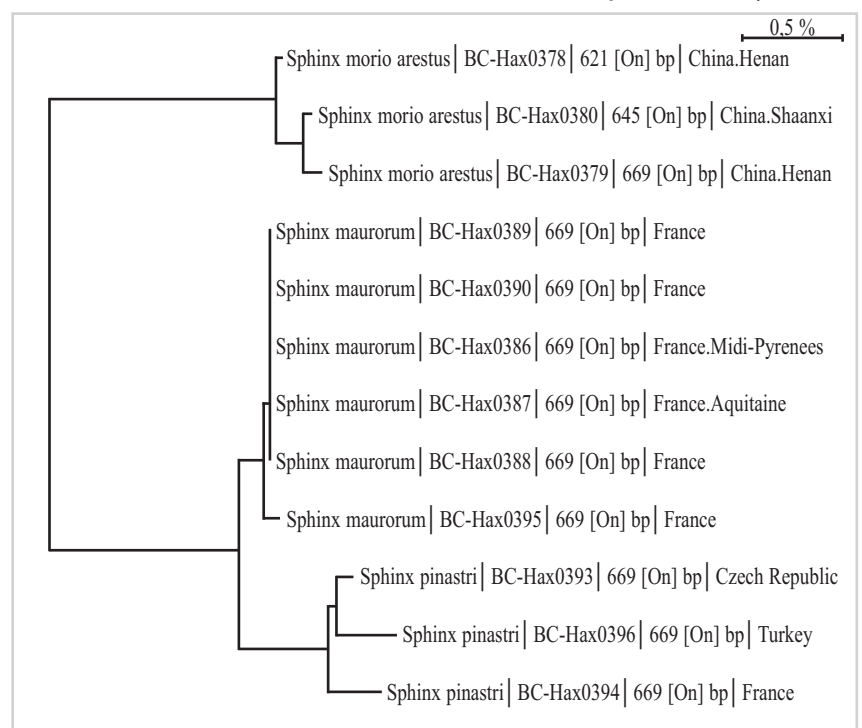 0,5 %
Sphinx morio arestus| BC-Hax0378| 621 [On] bp| China.Henan
Sphinx morio arestus| BC-Hax0380| 645 [On] bp| China.Shaanxi
Sphinx morio arestus| BC-Hax0379| 669 [On] bp| China.Henan
Sphinx maurorum| BC-Hax0389| 669 [On] bp| France
Sphinx maurorum| BC-Hax0390| 669 [On] bp| France
Sphinx maurorum| BC-Hax0386| 669 [On] bp| France.Midi-Pyrenees
Sphinx maurorum| BC-Hax0387| 669 [On] bp| France.Aquitaine
Sphinx maurorum| BC-Hax0388| 669 [On] bp| France
Sphinx maurorum| BC-Hax0395| 669 [On] bp| France
Sphinx pinastri| BC-Hax0393| 669 [On] bp| Czech Republic
Sphinx pinastri| BC-Hax0396| 669 [On] bp| Turkey
Sphinx pinastri| BC-Hax0394| 669 [On] bp| France